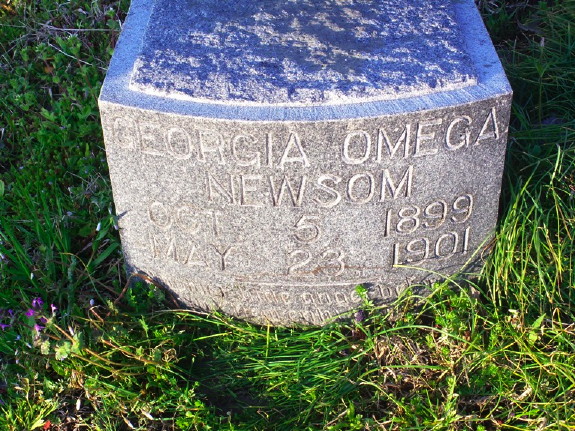 GEORGIA OMEGA
NEWSOM
OCT 5 1899
MAY 23, 1901